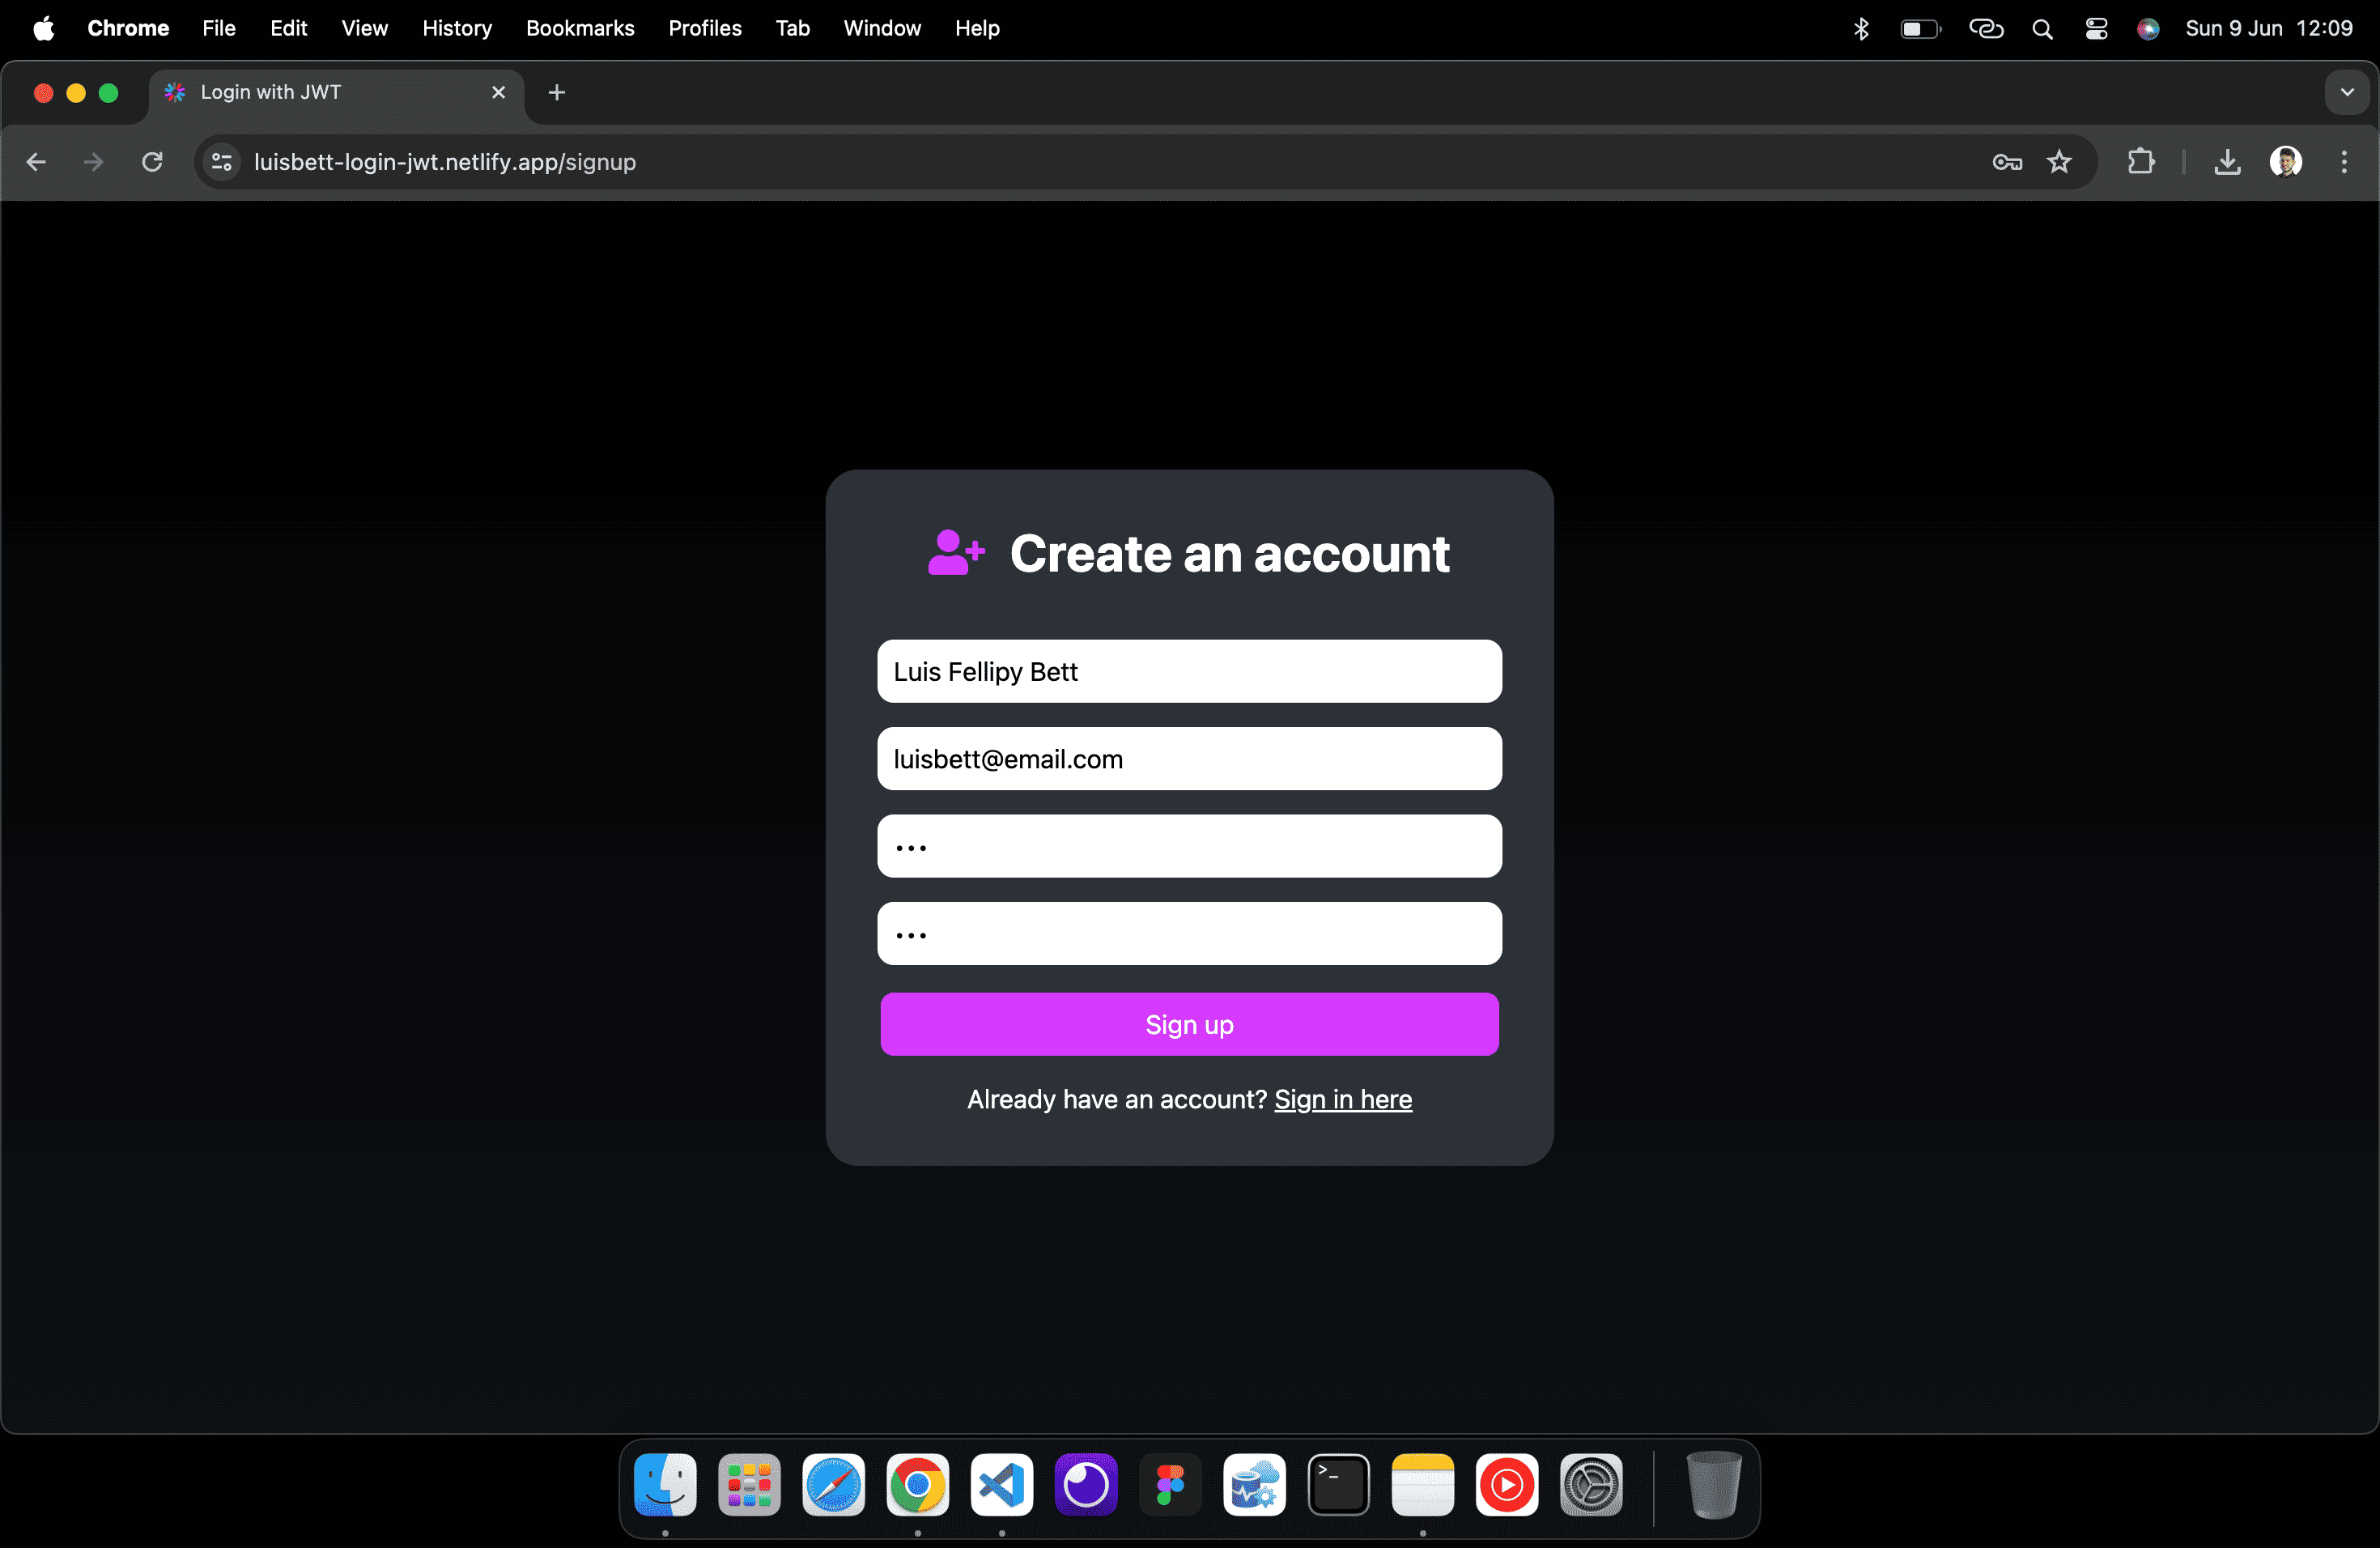 Chrome File Edit View History Bookmarks Profiles Tab Window Help Sun 9 Jun 12:09
Login with JWT
luisbett-login-jwt.netlify.app/signup
Create an account
Luis Fellipy Bett
luisbett@email.com
•••
•••
Sign up
Already have an account? Sign in here